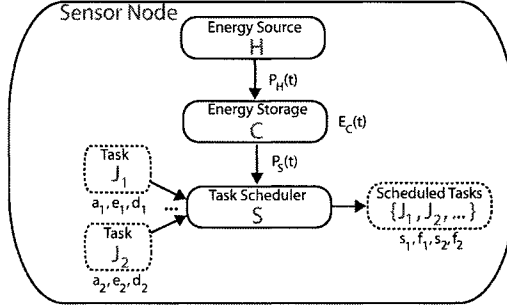 Sensor Node
Energy Source
H
P_H(t)
Energy Storage
C
E_C(t)
P_S(t)
Task
J_1
a_1, e_1, d_1
...
Task Scheduler
S
Scheduled Tasks
{J_1, J_2, ...}
s_1, f_1, s_2, f_2
Task
J_2
a_2, e_2, d_2